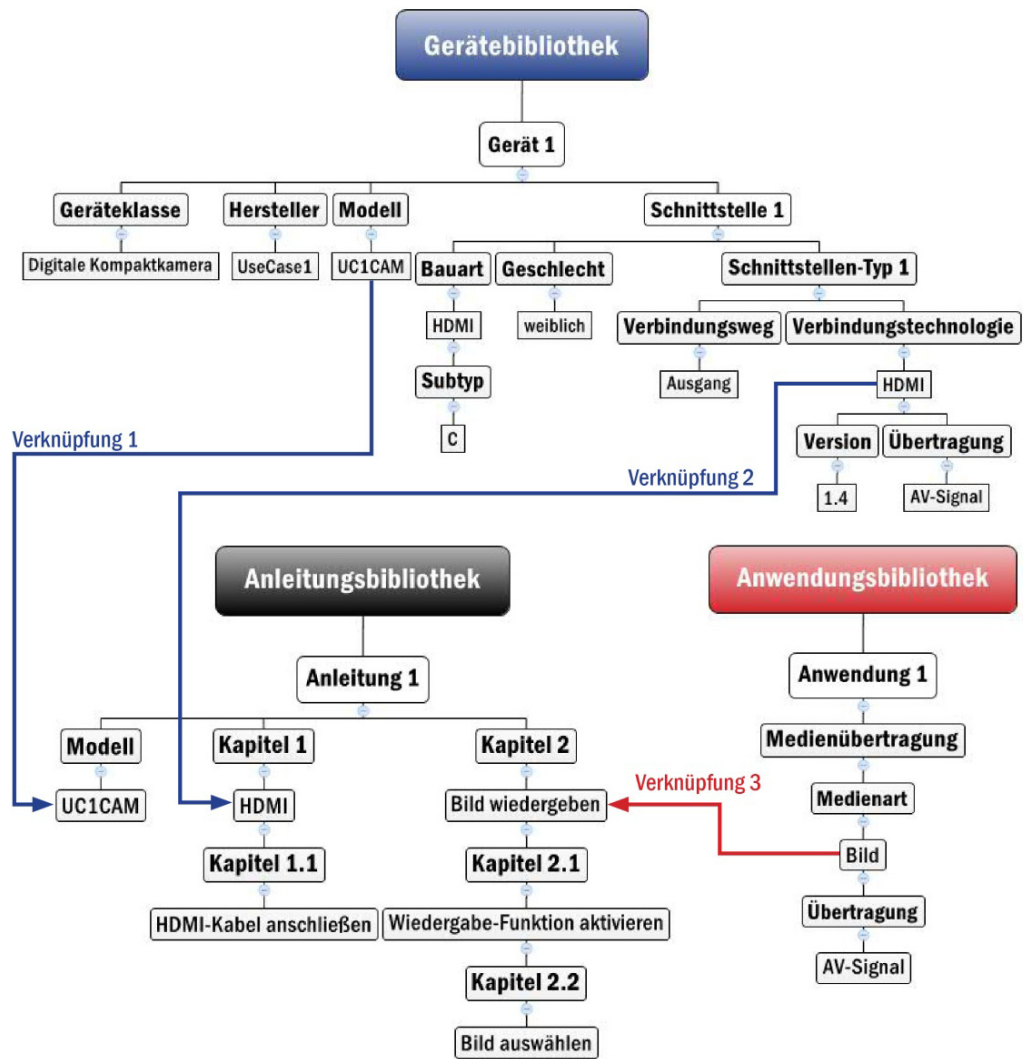 Gerätebibliothek
Gerät 1
Geräteklasse
Hersteller
Modell
Schnittstelle 1
Digitale Kompaktkamera
UseCase1
UC1CAM
Bauart
Geschlecht
Schnittstellen-Typ 1
HDMI
weiblich
Verbindungsweg
Verbindungstechnologie
Subtyp
Ausgang
HDMI
C
Version
Übertragung
1.4
AV-Signal
Verknüpfung 1
Verknüpfung 2
Anleitungsbibliothek
Anleitung 1
Modell
Kapitel 1
Kapitel 2
UC1CAM
HDMI
Bild wiedergeben
Kapitel 1.1
Kapitel 2.1
HDMI-Kabel anschließen
Wiedergabe-Funktion aktivieren
Kapitel 2.2
Bild auswählen
Verknüpfung 3
Anwendungsbibliothek
Anwendung 1
Medienübertragung
Medienart
Bild
Übertragung
AV-Signal